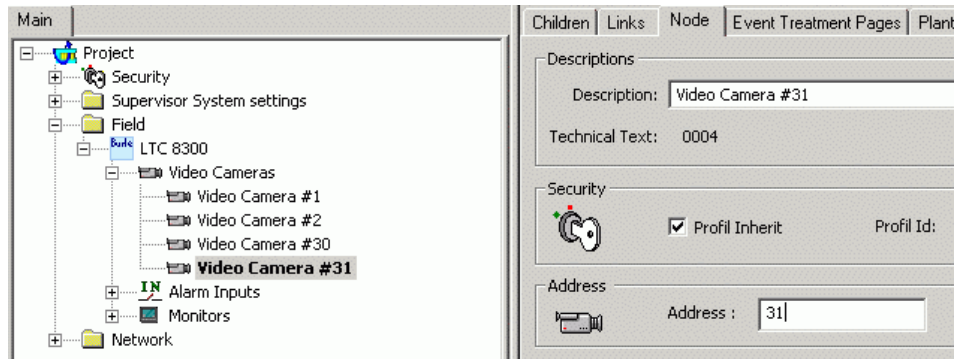 Main
Project
Security
Supervisor System settings
Field
Burle LTC 8300
Video Cameras
Video Camera #1
Video Camera #2
Video Camera #30
Video Camera #31
IN Alarm Inputs
Monitors
Network
Children Links Node Event Treatment Pages Plant
Descriptions
Description: Video Camera #31
Technical Text: 0004
Security
Profil Inherit Profil Id:
Address
Address : 31